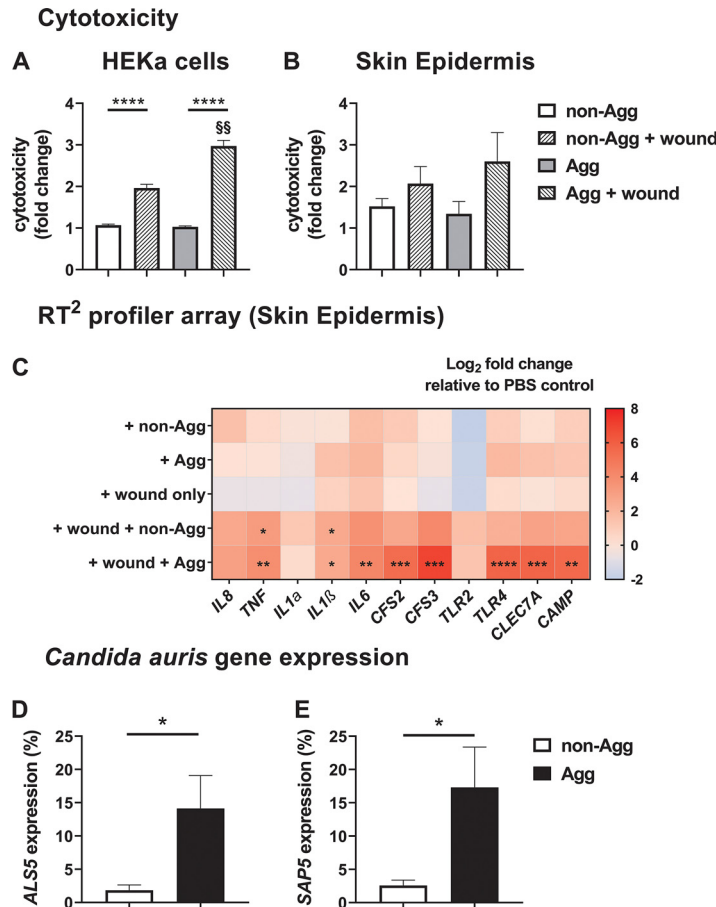 Cytotoxicity
A HEKa cells
B Skin Epidermis
cytotoxicity
(fold change)
4
3
2
1
0
****
****
§§
cytotoxicity
(fold change)
4
3
2
1
0
non-Agg
non-Agg + wound
Agg
Agg + wound
RT2 profiler array (Skin Epidermis)
C
Log2 fold change
relative to PBS control
+ non-Agg
+ Agg
+ wound only
+ wound + non-Agg
* *
+ wound + Agg
** * ** *** *** **** *** **
8
6
4
2
0
-2
IL8 TNF IL1a IL1ß IL6 CFS2 CFS3 TLR2 TLR4 CLEC7A CAMP
Candida auris gene expression
D
ALS5 expression (%)
25
20
15
10
5
0
*
E
SAP5 expression (%)
25
20
15
10
5
0
*
non-Agg
Agg